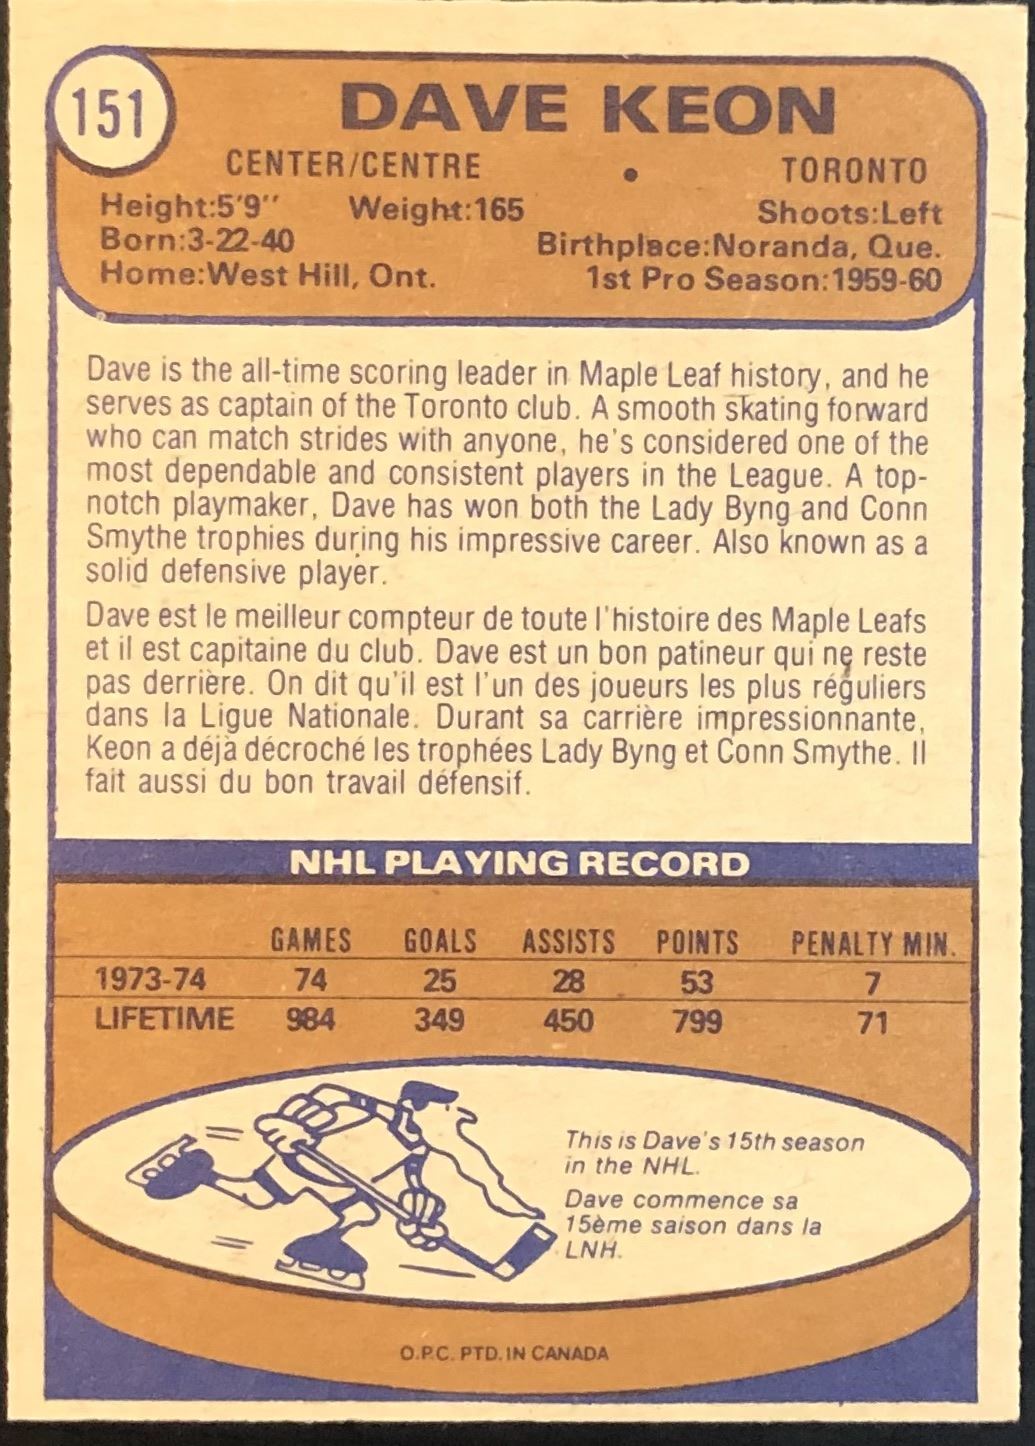 151
DAVE KEON
CENTER/CENTRE • TORONTO
Height:5'9'' Weight:165 Shoots:Left
Born:3-22-40 Birthplace:Noranda, Que.
Home:West Hill, Ont. 1st Pro Season:1959-60
Dave is the all-time scoring leader in Maple Leaf history, and he
serves as captain of the Toronto club. A smooth skating forward
who can match strides with anyone, he's considered one of the
most dependable and consistent players in the League. A top-
notch playmaker, Dave has won both the Lady Byng and Conn
Smythe trophies during his impressive career. Also known as a
solid defensive player.
Dave est le meilleur compteur de toute l'histoire des Maple Leafs
et il est capitaine du club. Dave est un bon patineur qui ne reste
pas derrière. On dit qu'il est l'un des joueurs les plus réguliers
dans la Ligue Nationale. Durant sa carrière impressionnante,
Keon a déjà décroché les trophées Lady Byng et Conn Smythe. Il
fait aussi du bon travail défensif.
NHL PLAYING RECORD
GAMES GOALS ASSISTS POINTS PENALTY MIN.
1973-74 74 25 28 53 7
LIFETIME 984 349 450 799 71
This is Dave's 15th season
in the NHL.
Dave commence sa
15ème saison dans la
LNH.
O.P.C. PTD. IN CANADA